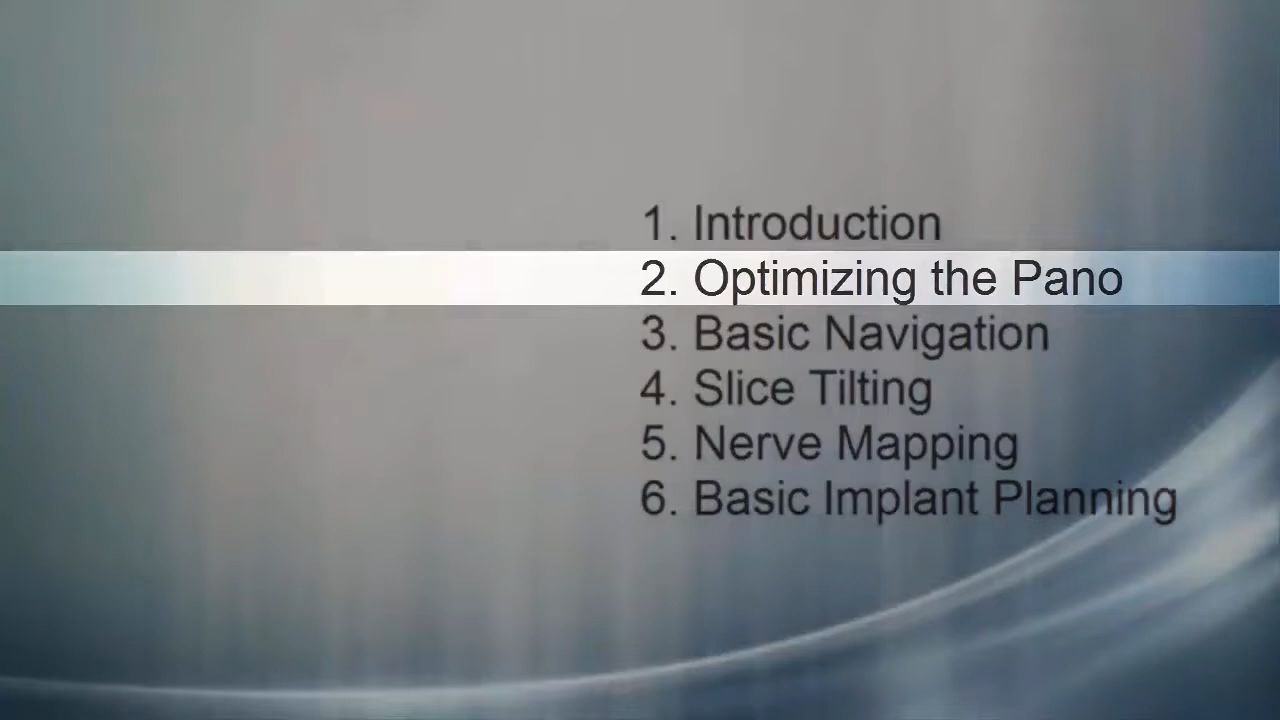 1. Introduction
2. Optimizing the Pano
3. Basic Navigation
4. Slice Tilting
5. Nerve Mapping
6. Basic Implant Planning